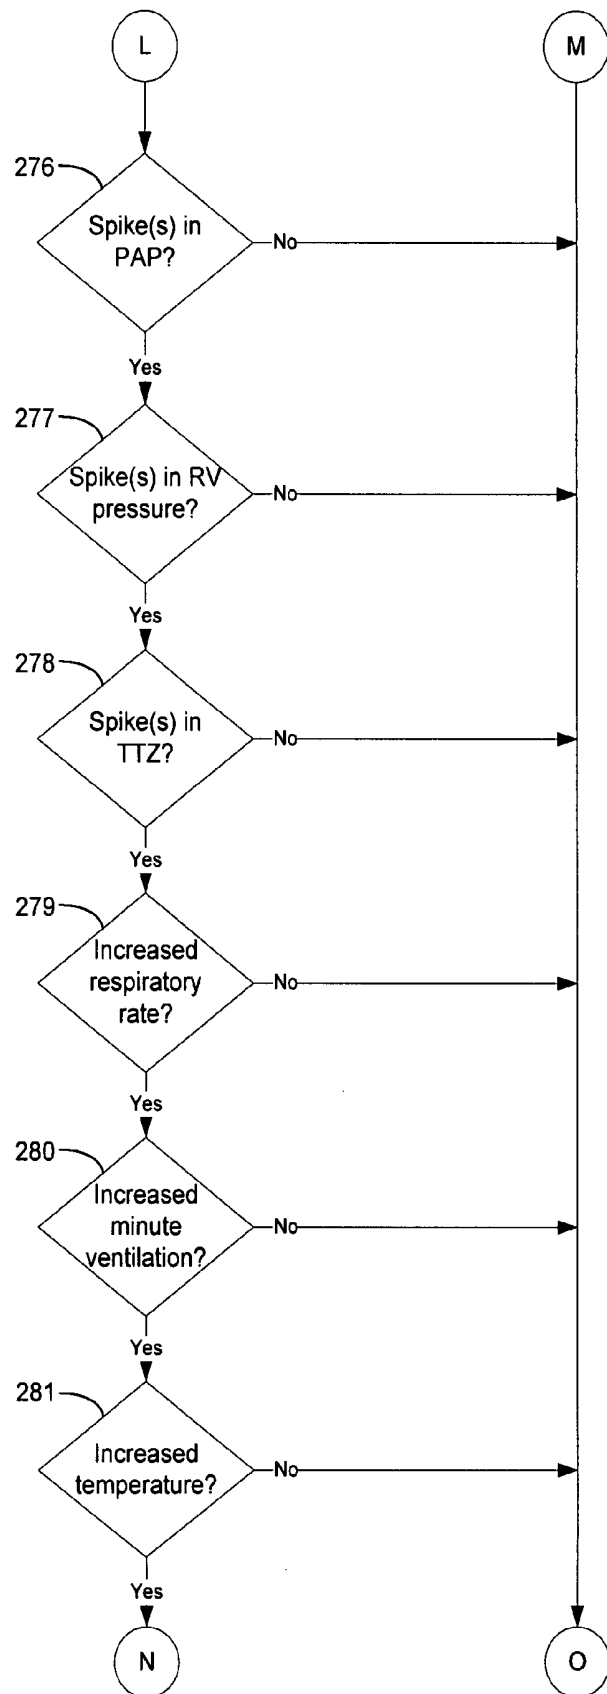 L
M
276
Spike(s) in
PAP?
No
Yes
277
Spike(s) in RV
pressure?
No
Yes
278
Spike(s) in
TTZ?
No
Yes
279
Increased
respiratory
rate?
No
Yes
280
Increased
minute
ventilation?
No
Yes
281
Increased
temperature?
No
Yes
N
O